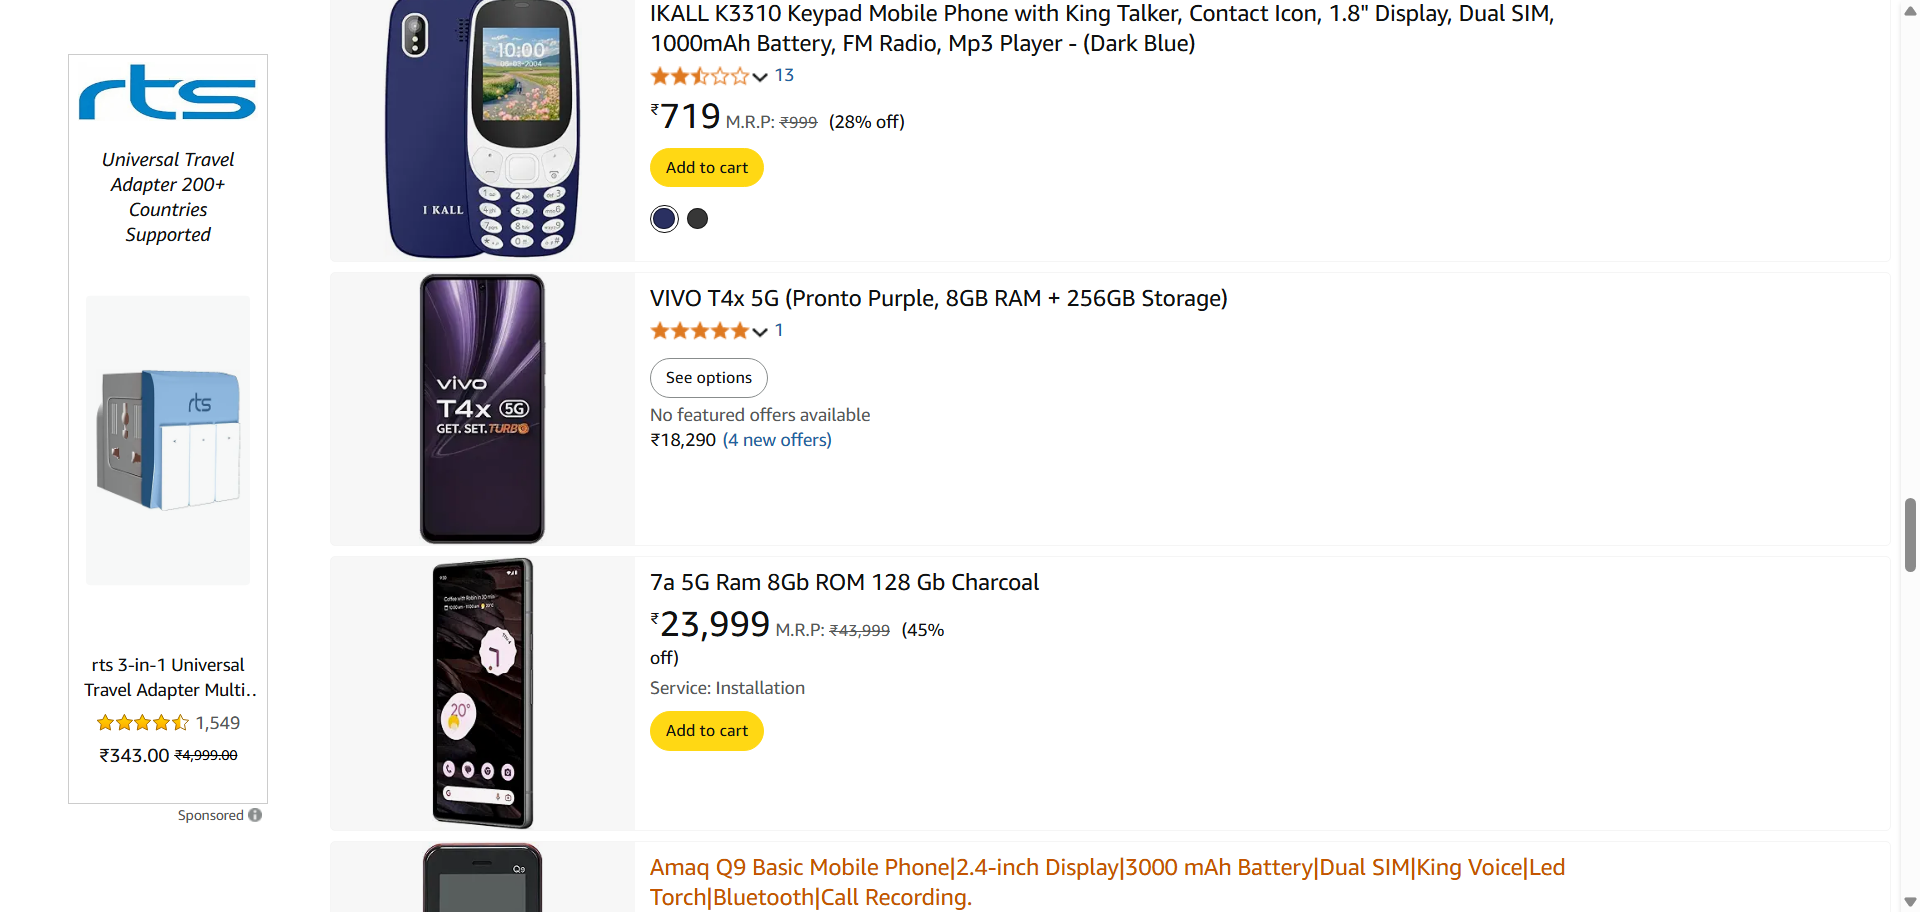 rts
Universal Travel
Adapter 200+
Countries
Supported
rts
rts 3-in-1 Universal
Travel Adapter Multi..
1,549
₹343.00 ₹4,999.00
Sponsored
10:00
I KALL
IKALL K3310 Keypad Mobile Phone with King Talker, Contact Icon, 1.8" Display, Dual SIM,
1000mAh Battery, FM Radio, Mp3 Player - (Dark Blue)
13
₹719 M.R.P: ₹999 (28% off)
Add to cart
vivo
T4x 5G
GET. SET. TURBO
VIVO T4x 5G (Pronto Purple, 8GB RAM + 256GB Storage)
1
See options
No featured offers available
₹18,290 (4 new offers)
20°
7a 5G Ram 8Gb ROM 128 Gb Charcoal
₹23,999 M.R.P: ₹43,999 (45%
off)
Service: Installation
Add to cart
Q9
Amaq Q9 Basic Mobile Phone|2.4-inch Display|3000 mAh Battery|Dual SIM|King Voice|Led
Torch|Bluetooth|Call Recording.